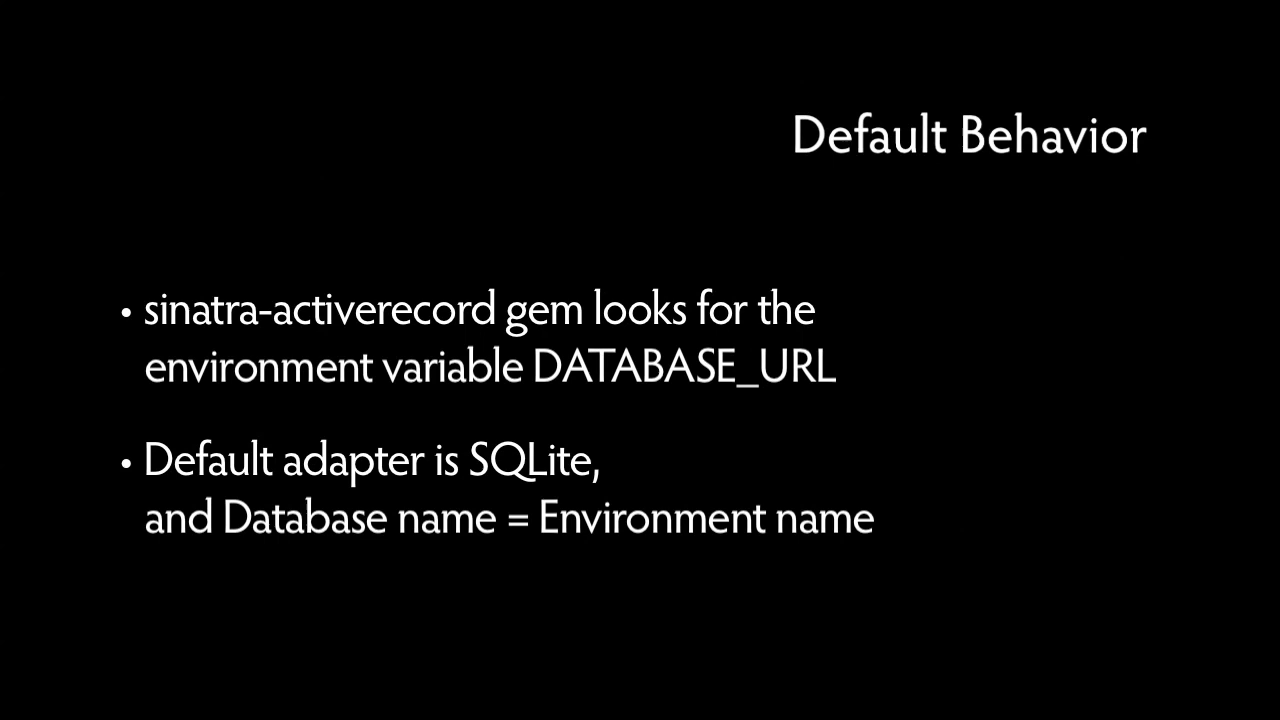 Default Behavior
• sinatra-activerecord gem looks for the
environment variable DATABASE_URL
• Default adapter is SQLite,
and Database name = Environment name